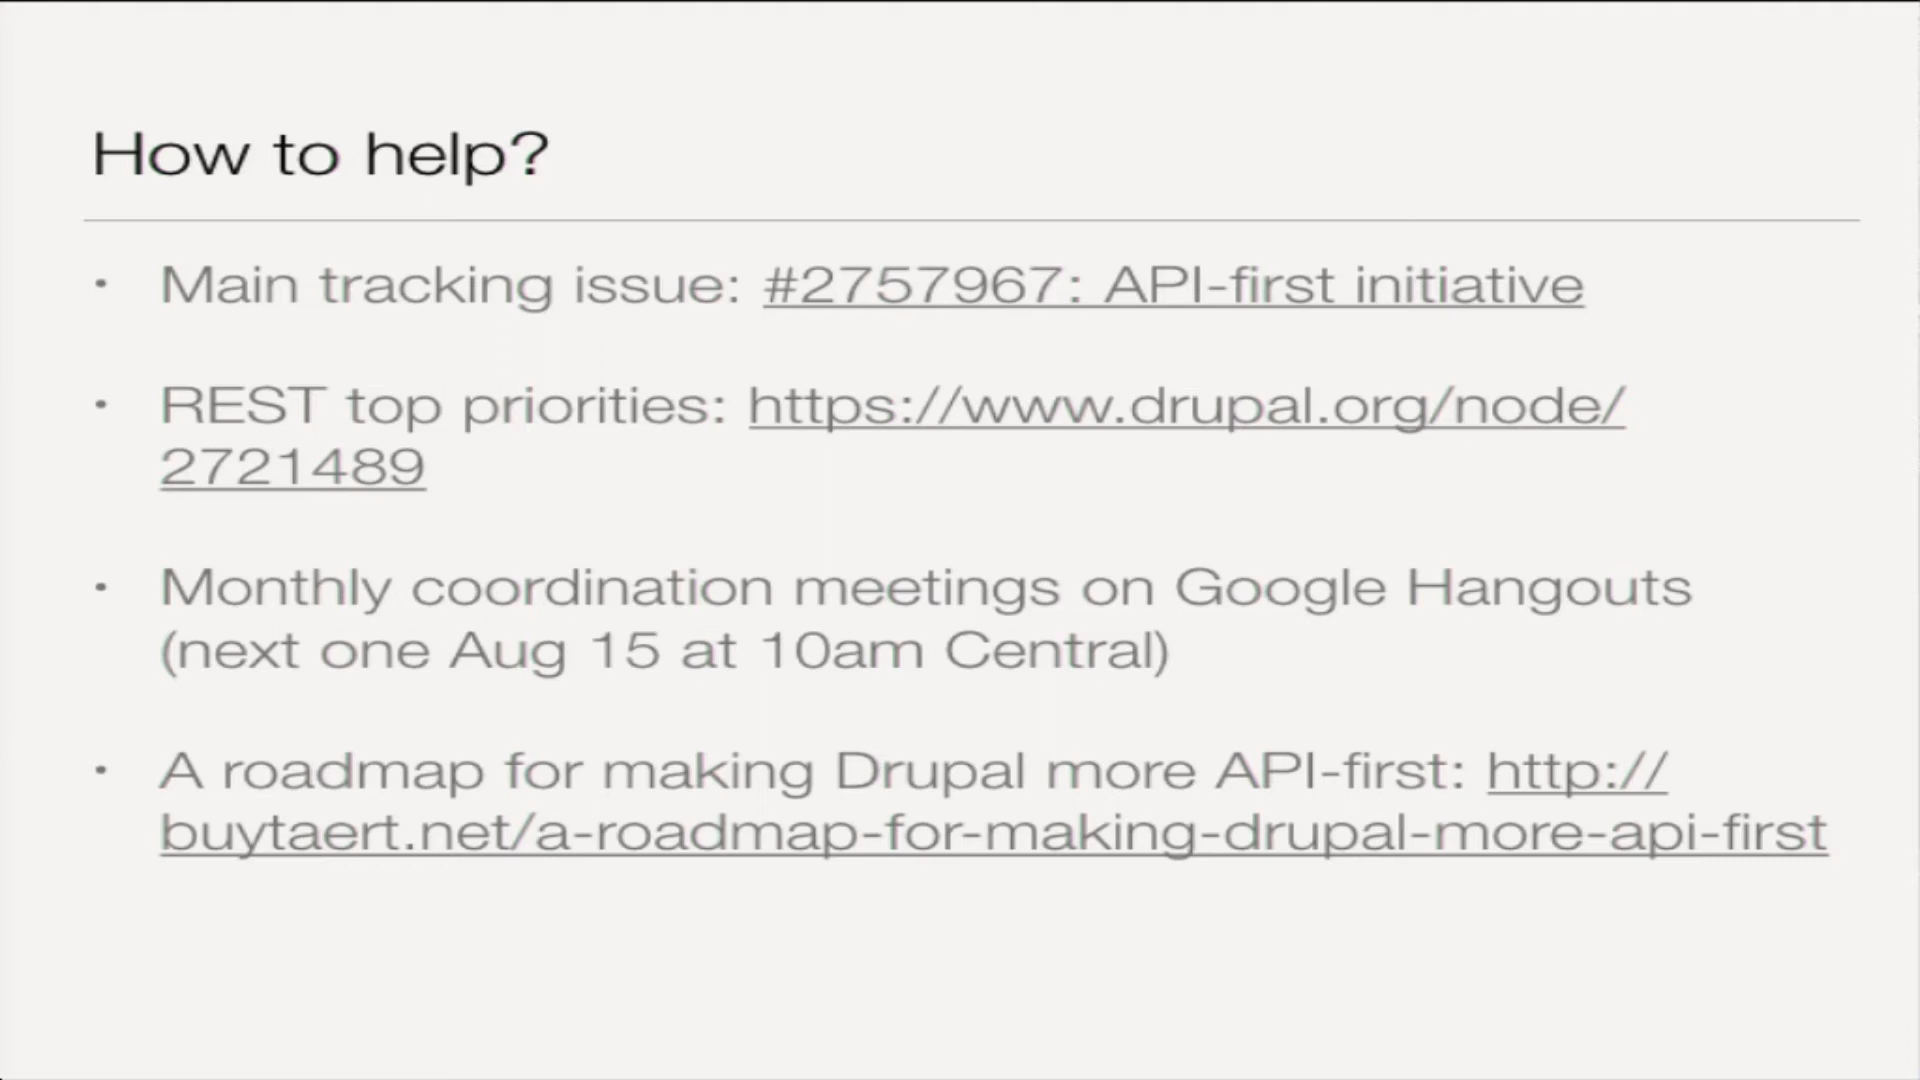 How to help?
• Main tracking issue: #2757967: API-first initiative
• REST top priorities: https://www.drupal.org/node/
2721489
• Monthly coordination meetings on Google Hangouts
(next one Aug 15 at 10am Central)
• A roadmap for making Drupal more API-first: http://
buytaert.net/a-roadmap-for-making-drupal-more-api-first